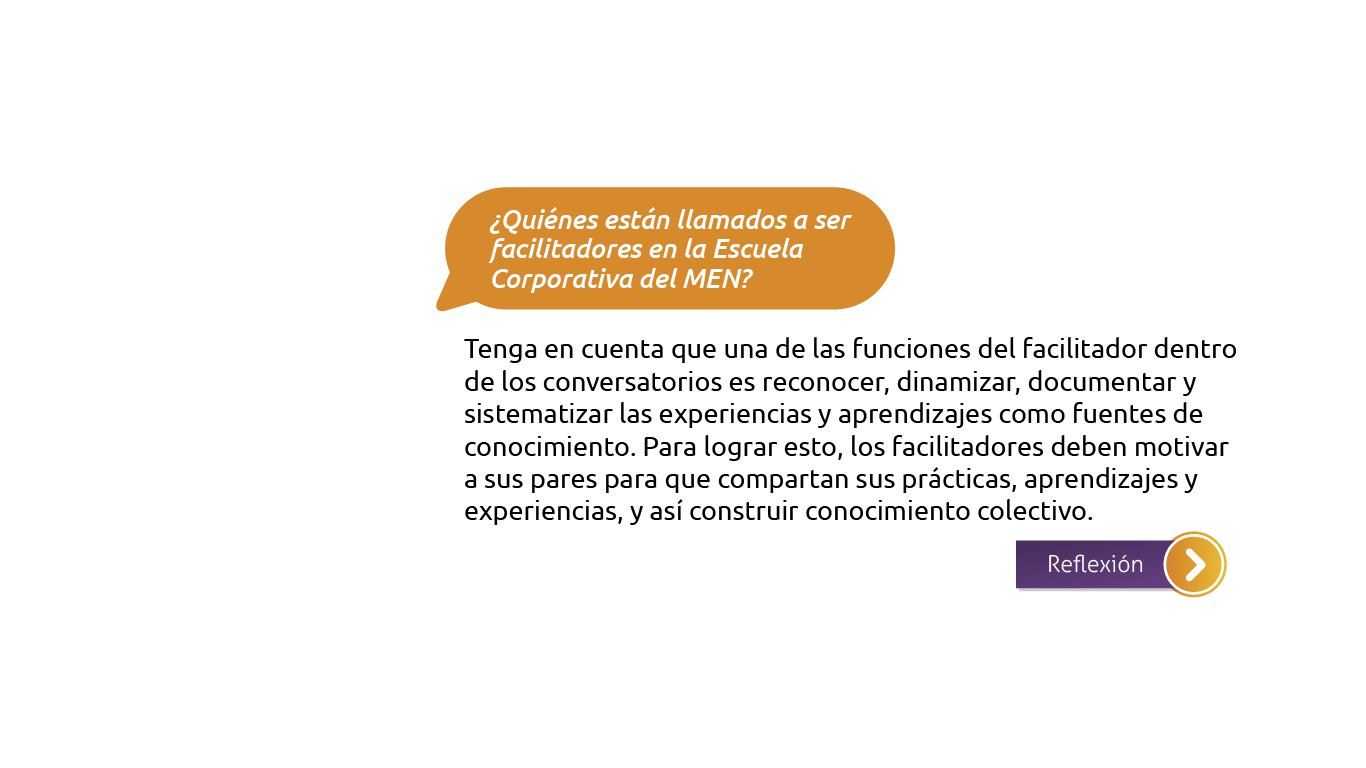 ¿Quiénes están llamados a ser
facilitadores en la Escuela
Corporativa del MEN?
Tenga en cuenta que una de las funciones del facilitador dentro
de los conversatorios es reconocer, dinamizar, documentar y
sistematizar las experiencias y aprendizajes como fuentes de
conocimiento. Para lograr esto, los facilitadores deben motivar
a sus pares para que compartan sus prácticas, aprendizajes y
experiencias, y así construir conocimiento colectivo.
Reflexión